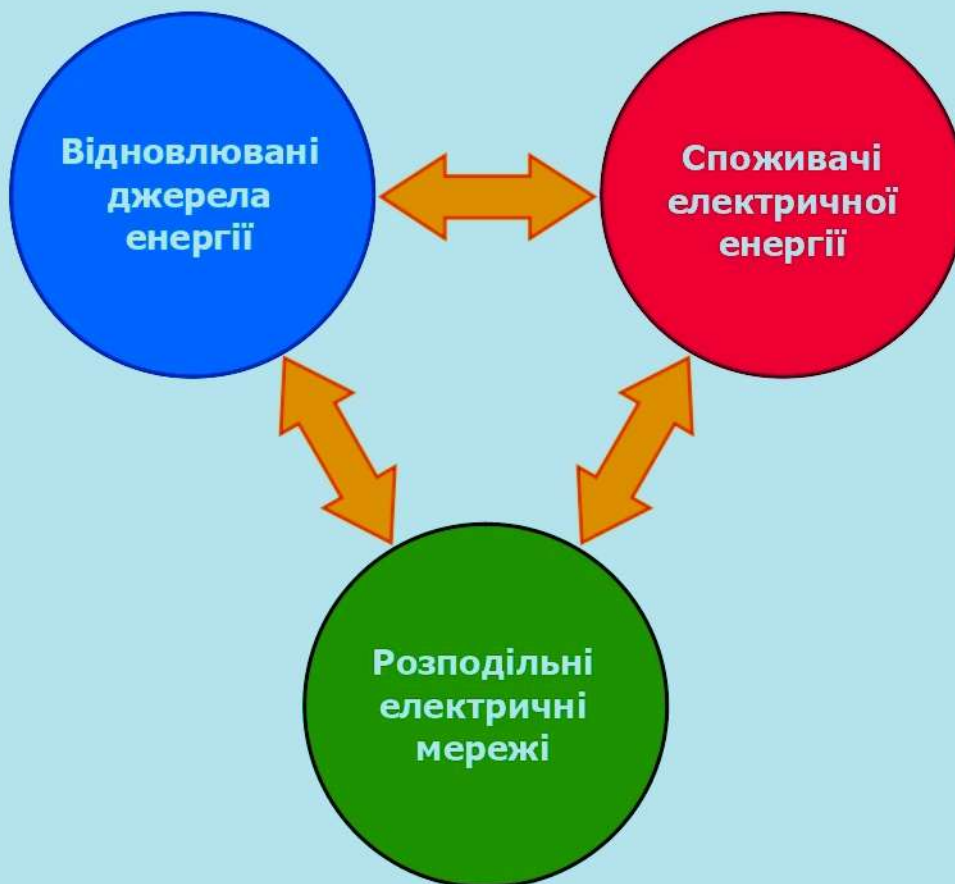 Відновлювані
джерела
енергії
Споживачі
електричної
енергії
Розподільні
електричні
мережі